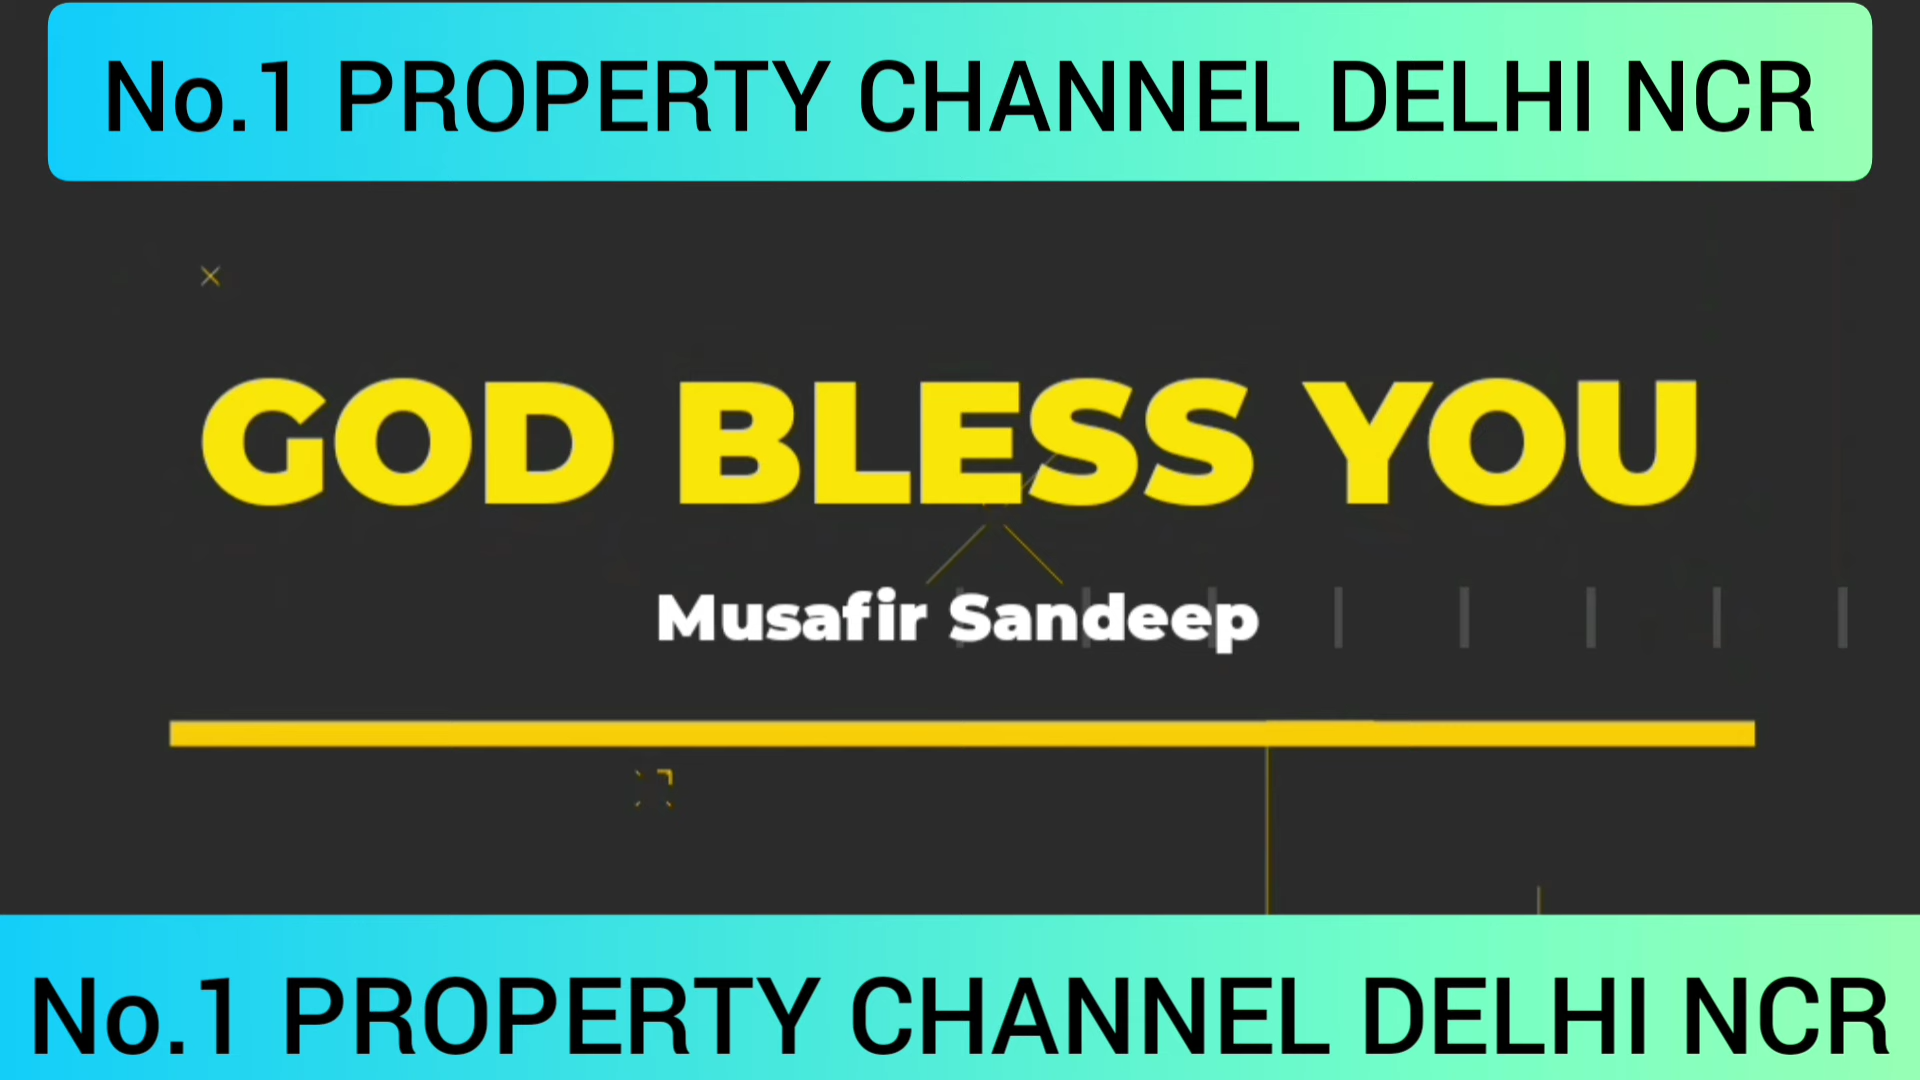 No.1 PROPERTY CHANNEL DELHI NCR
GOD BLESS YOU
Musafir Sandeep
No.1 PROPERTY CHANNEL DELHI NCR